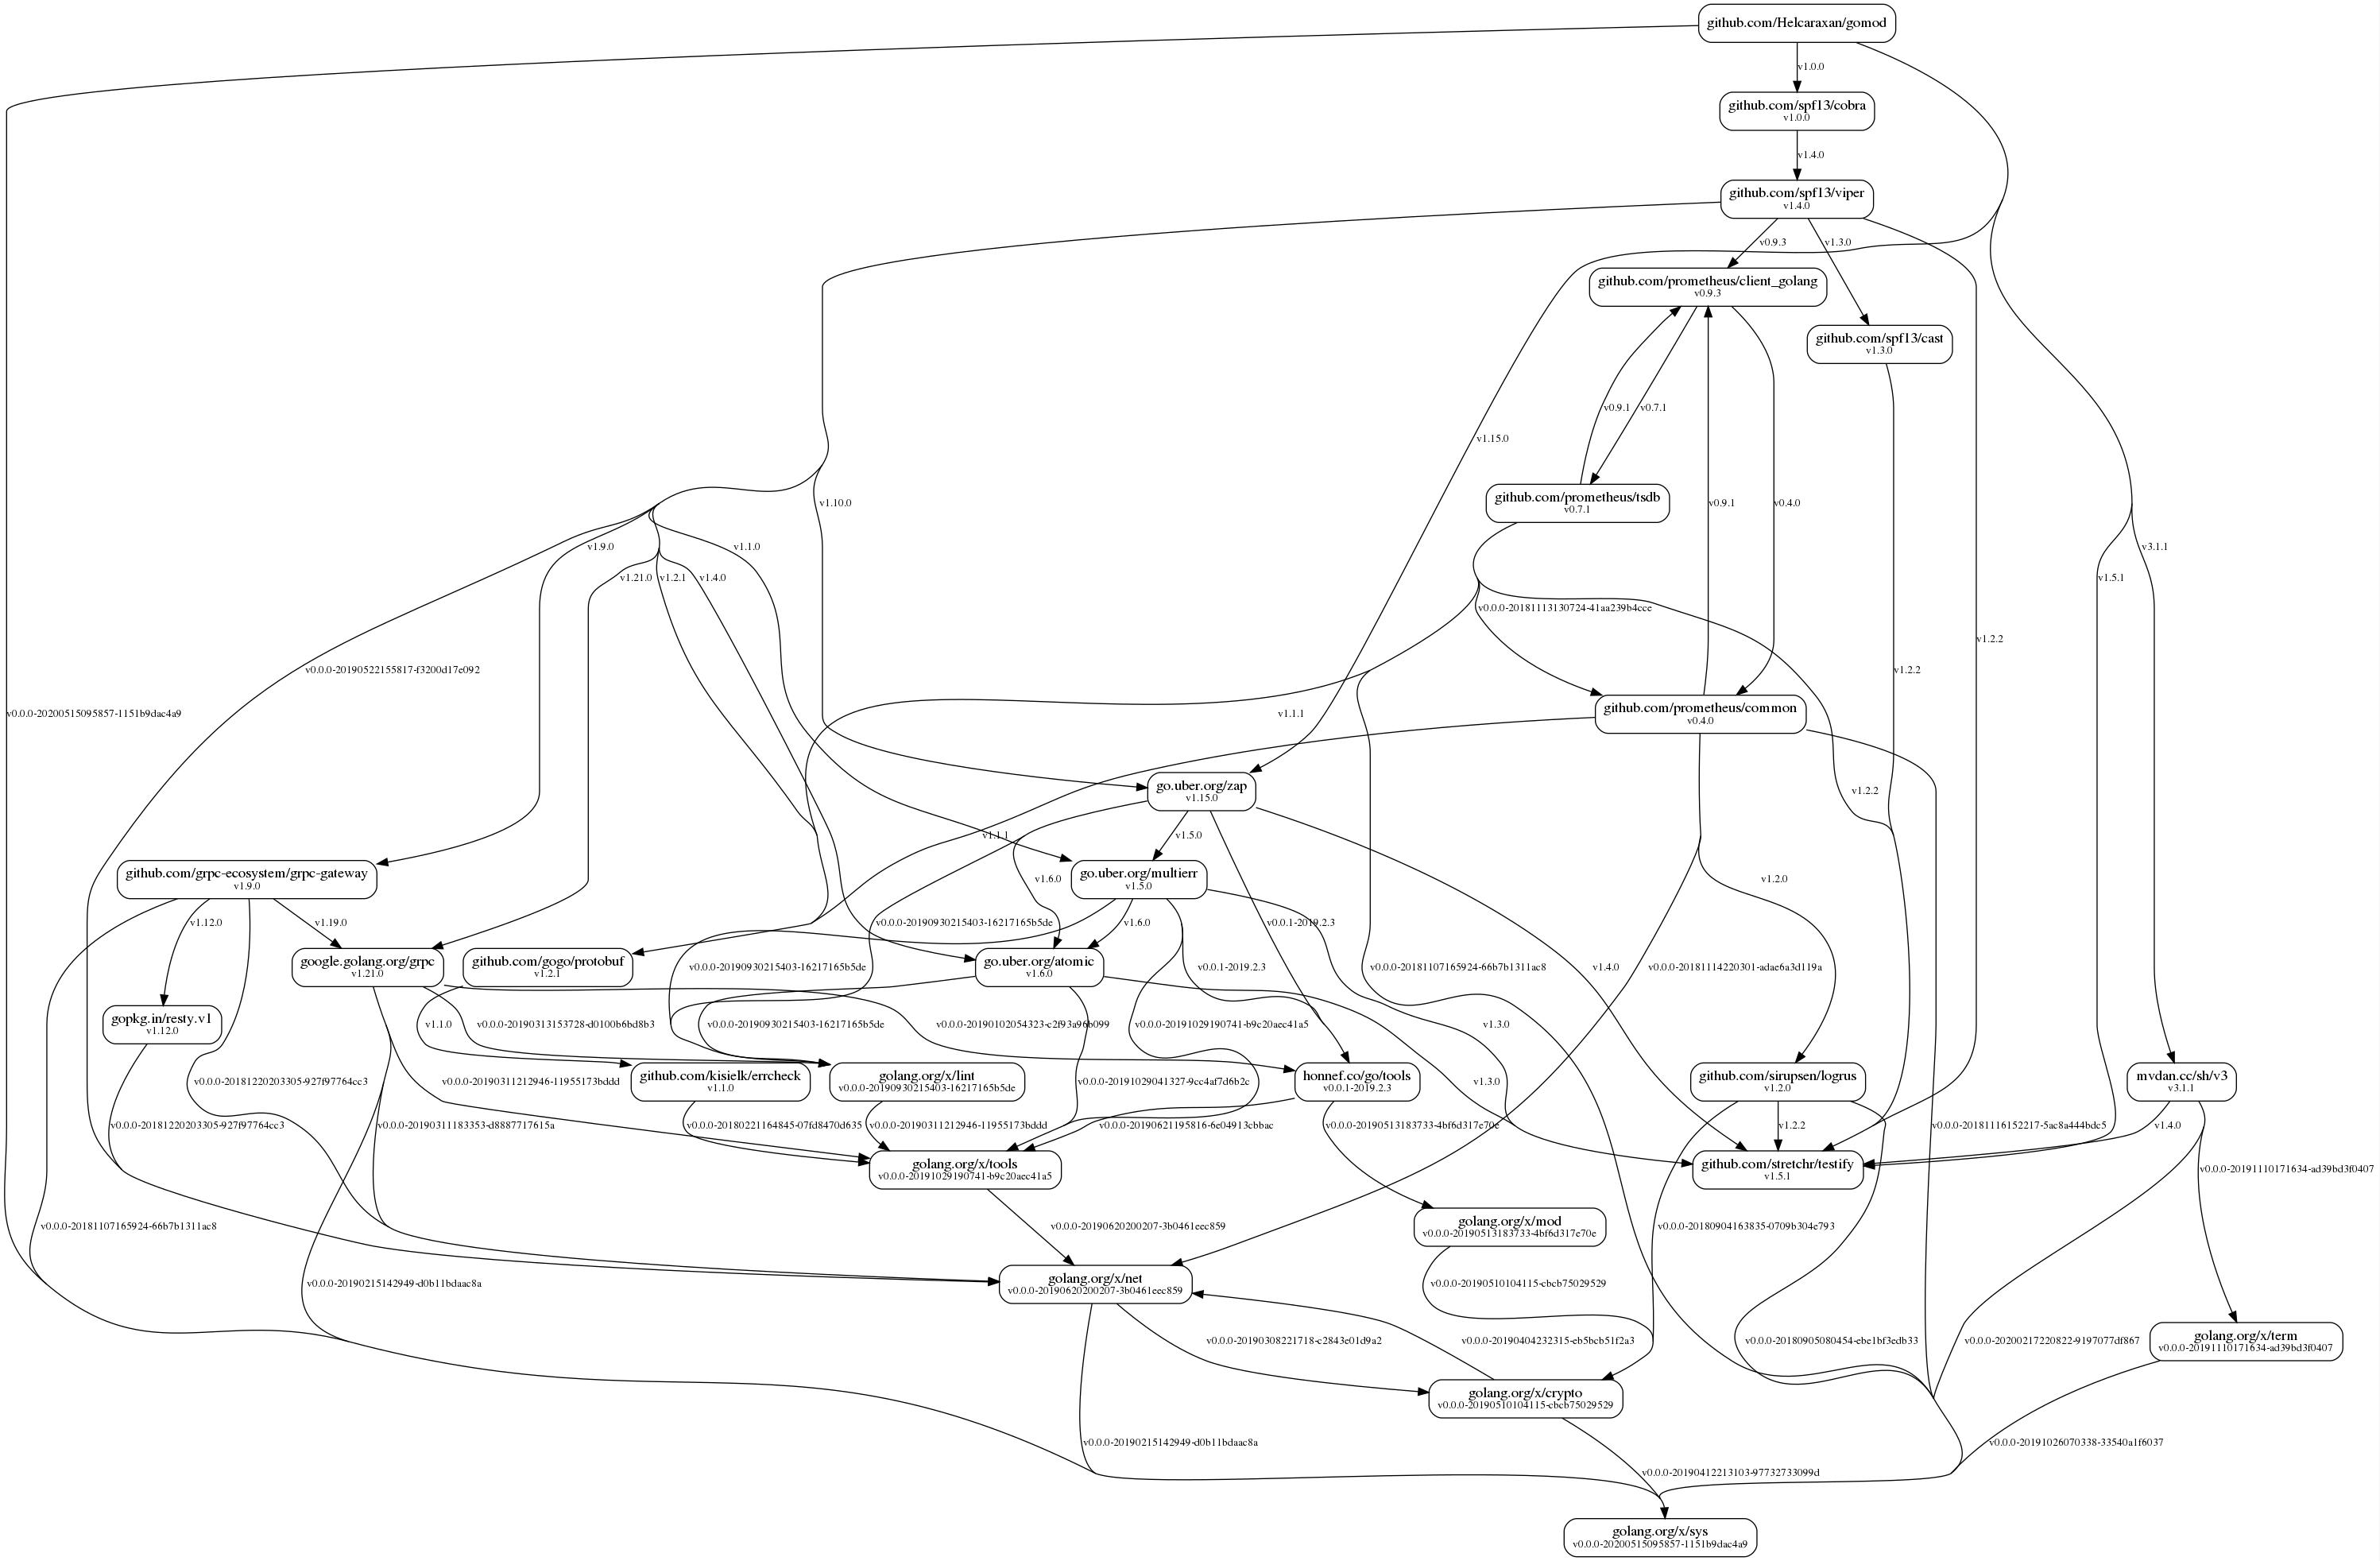 github.com/Helcaraxan/gomod
v1.0.0
github.com/spf13/cobra
v1.0.0
v1.4.0
github.com/spf13/viper
v1.4.0
v0.9.3
v1.3.0
github.com/prometheus/client_golang
v0.9.3
github.com/spf13/cast
v1.3.0
v0.9.1
v0.7.1
v1.15.0
github.com/prometheus/tsdb
v0.7.1
v1.10.0
v0.9.1
v0.4.0
v1.9.0
v1.1.0
v3.1.1
v1.21.0
v1.2.1
v1.4.0
v1.5.1
v0.0.0-20181113130724-41aa239b4cce
v1.2.2
v0.0.0-20190522155817-f3200d17e092
v1.2.2
v0.0.0-20200515095857-1151b9dac4a9
v1.1.1
github.com/prometheus/common
v0.4.0
go.uber.org/zap
v1.15.0
v1.2.2
v1.1.1
v1.5.0
github.com/grpc-ecosystem/grpc-gateway
v1.9.0
v1.6.0
go.uber.org/multierr
v1.5.0
v1.2.0
v1.12.0
v1.19.0
v0.0.0-20190930215403-16217165b5de
v1.6.0
v0.0.1-2019.2.3
google.golang.org/grpc
v1.21.0
github.com/gogo/protobuf
v1.2.1
v0.0.0-20190930215403-16217165b5de
go.uber.org/atomic
v1.6.0
v0.0.1-2019.2.3
v0.0.0-20181107165924-66b7b1311ac8
v1.4.0
v0.0.0-20181114220301-adae6a3d119a
gopkg.in/resty.v1
v1.12.0
v1.1.0
v0.0.0-20190313153728-d0100b6bd8b3
v0.0.0-20190930215403-16217165b5de
v0.0.0-20190102054323-c2f93a96b099
v0.0.0-20191029190741-b9c20aec41a5
v1.3.0
v0.0.0-20181220203305-927f97764cc3
v0.0.0-20190311212946-11955173bddd
github.com/kisielk/errcheck
v1.1.0
golang.org/x/lint
v0.0.0-20190930215403-16217165b5de
v0.0.0-20191029041327-9cc4af7d6b2c
honnef.co/go/tools
v0.0.1-2019.2.3
v1.3.0
github.com/sirupsen/logrus
v1.2.0
mvdan.cc/sh/v3
v3.1.1
v0.0.0-20181220203305-927f97764cc3
v0.0.0-20190311183353-d8887717615a
v0.0.0-20180221164845-07fd8470d635
v0.0.0-20190311212946-11955173bddd
v0.0.0-20190621195816-6e04913cbbac
v0.0.0-20190513183733-4bf6d317e70e
v1.2.2
v0.0.0-20181116152217-5ac8a444bdc5
v1.4.0
golang.org/x/tools
v0.0.0-20191029190741-b9c20aec41a5
github.com/stretchr/testify
v1.5.1
v0.0.0-20191110171634-ad39bd3f0407
v0.0.0-20181107165924-66b7b1311ac8
v0.0.0-20190620200207-3b0461eec859
golang.org/x/mod
v0.0.0-20190513183733-4bf6d317e70e
v0.0.0-20180904163835-0709b304e793
v0.0.0-20190215142949-d0b11bdaac8a
golang.org/x/net
v0.0.0-20190620200207-3b0461eec859
v0.0.0-20190510104115-cbcb75029529
v0.0.0-20190308221718-c2843e01d9a2
v0.0.0-20190404232315-eb5bcb51f2a3
v0.0.0-20180905080454-ebe1bf3edb33
v0.0.0-20200217220822-9197077df867
golang.org/x/term
v0.0.0-20191110171634-ad39bd3f0407
golang.org/x/crypto
v0.0.0-20190510104115-cbcb75029529
v0.0.0-20190215142949-d0b11bdaac8a
v0.0.0-20190412213103-97732733099d
v0.0.0-20191026070338-33540a1f6037
golang.org/x/sys
v0.0.0-20200515095857-1151b9dac4a9